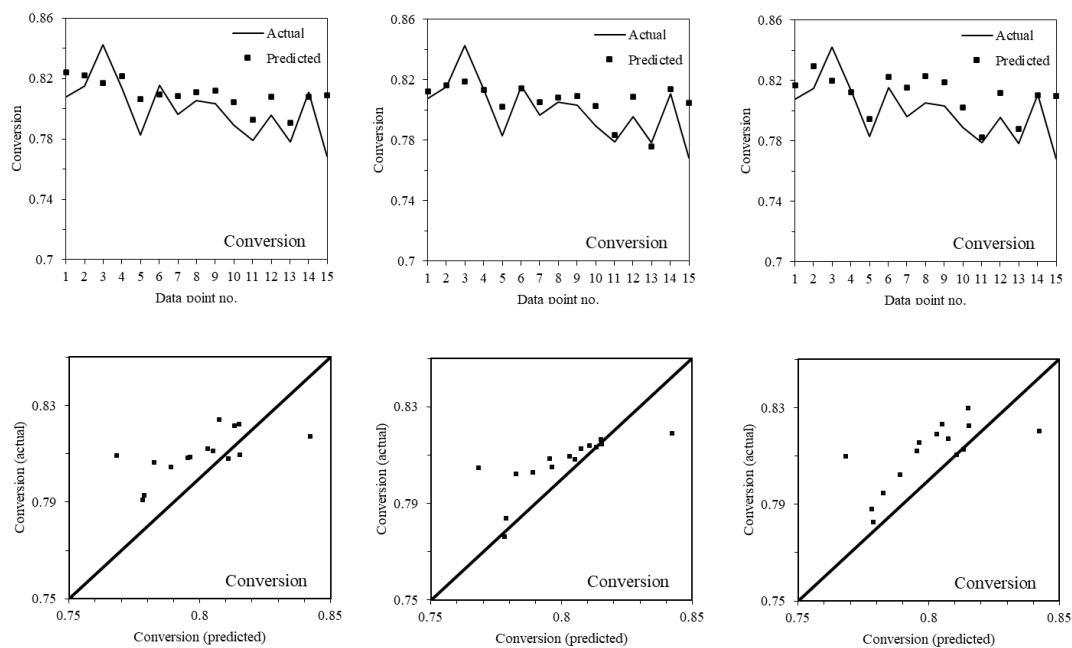 0.86
0.82
0.78
0.74
0.7
Conversion
Actual
Predicted
Conversion
1 2 3 4 5 6 7 8 9 10 11 12 13 14 15
Data point no.
0.86
0.82
0.78
0.74
0.7
Conversion
Actual
Predicted
Conversion
1 2 3 4 5 6 7 8 9 10 11 12 13 14 15
Data point no.
0.86
0.82
0.78
0.74
0.7
Conversion
Actual
Predicted
Conversion
1 2 3 4 5 6 7 8 9 10 11 12 13 14 15
Data point no.
0.83
0.79
0.75
Conversion (actual)
Conversion
0.75 0.8 0.85
Conversion (predicted)
0.83
0.79
0.75
Conversion (actual)
Conversion
0.75 0.8 0.85
Conversion (predicted)
0.83
0.79
0.75
Conversion (actual)
Conversion
0.75 0.8 0.85
Conversion (predicted)